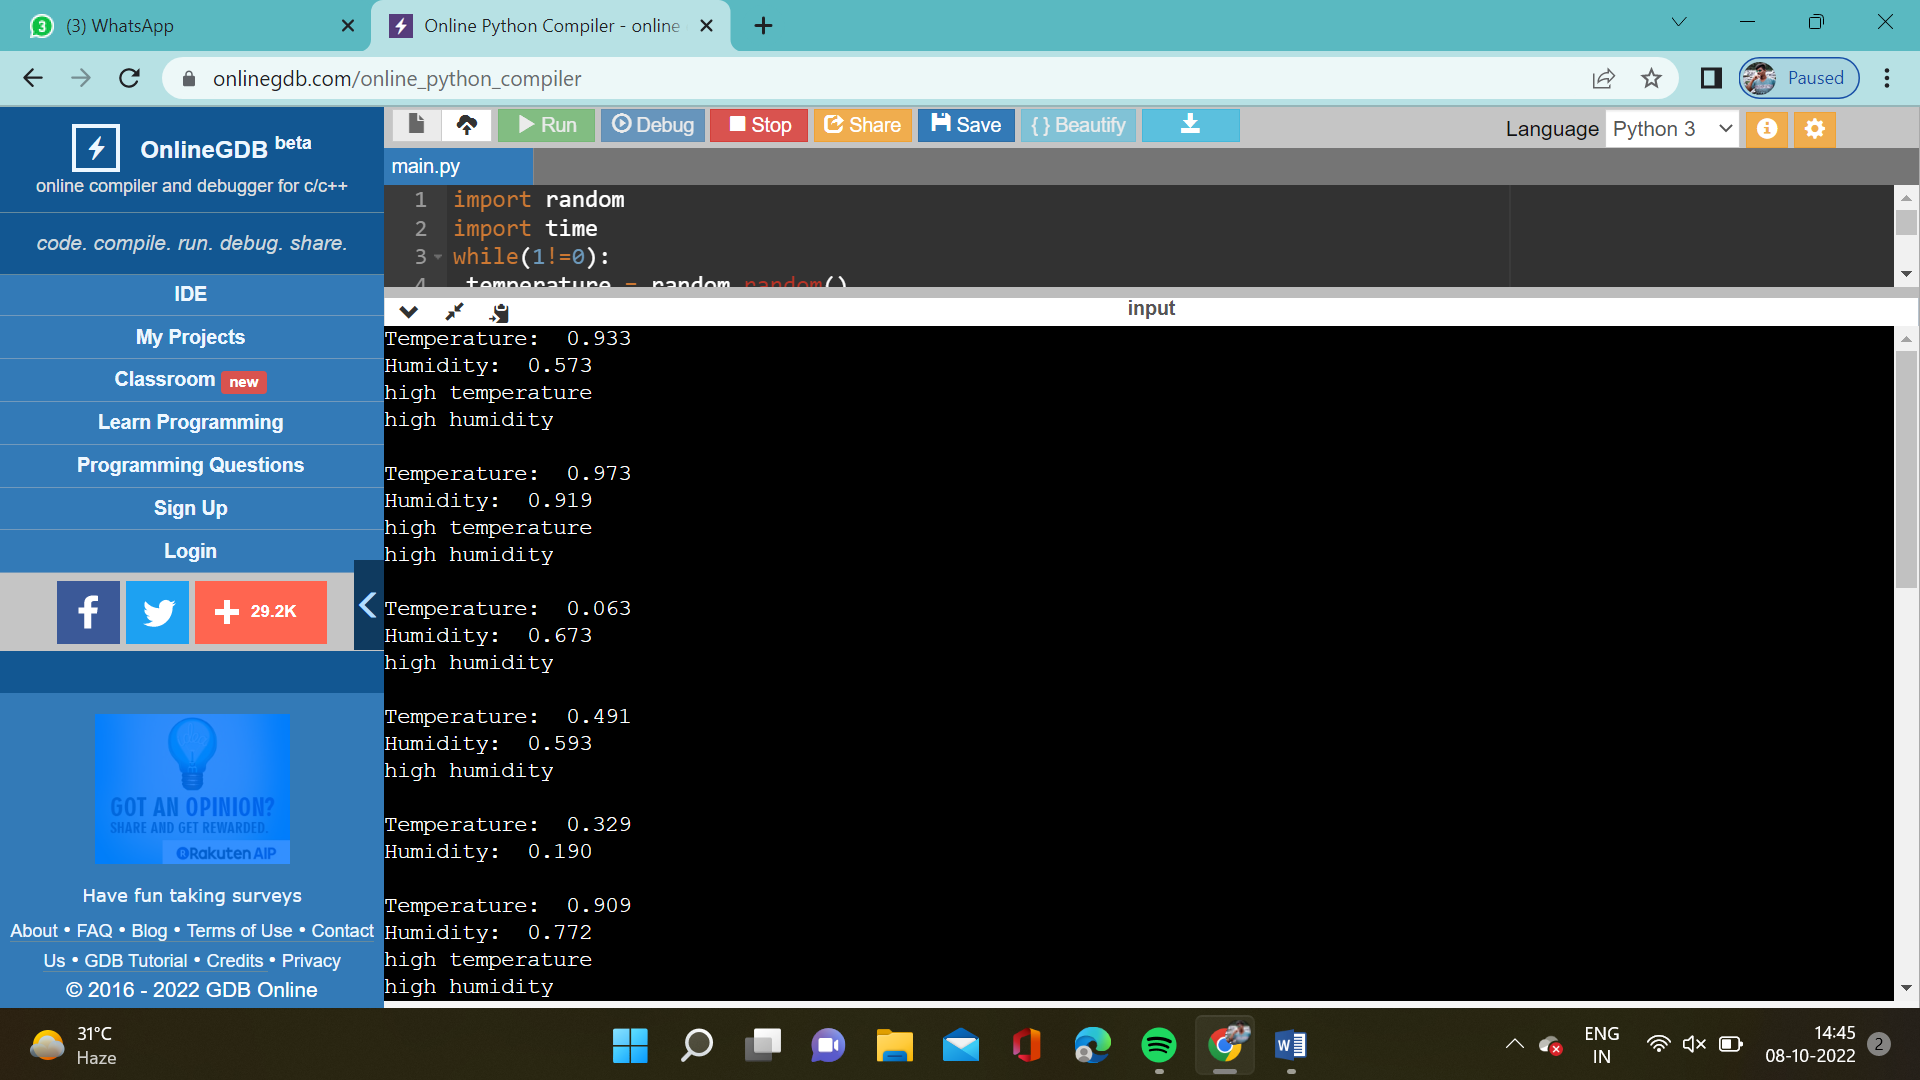 3 (3) WhatsApp
Online Python Compiler - online
onlinegdb.com/online_python_compiler
Paused
OnlineGDB beta
online compiler and debugger for c/c++
code. compile. run. debug. share.
IDE
My Projects
Classroom new
Learn Programming
Programming Questions
Sign Up
Login
f
29.2K
GOT AN OPINION?
SHARE AND GET REWARDED.
Rakuten AIP
Have fun taking surveys
About • FAQ • Blog • Terms of Use • Contact
Us • GDB Tutorial • Credits • Privacy
© 2016 - 2022 GDB Online
Run Debug Stop Share Save { } Beautify
Language Python 3
main.py
1 import random
2 import time
3 while(1!=0):
4 temperature = random.random()
input
Temperature:  0.933
Humidity:  0.573
high temperature
high humidity
Temperature:  0.973
Humidity:  0.919
high temperature
high humidity
Temperature:  0.063
Humidity:  0.673
high humidity
Temperature:  0.491
Humidity:  0.593
high humidity
Temperature:  0.329
Humidity:  0.190
Temperature:  0.909
Humidity:  0.772
high temperature
high humidity
31°C
Haze
W
ENG
IN
14:45
08-10-2022
2